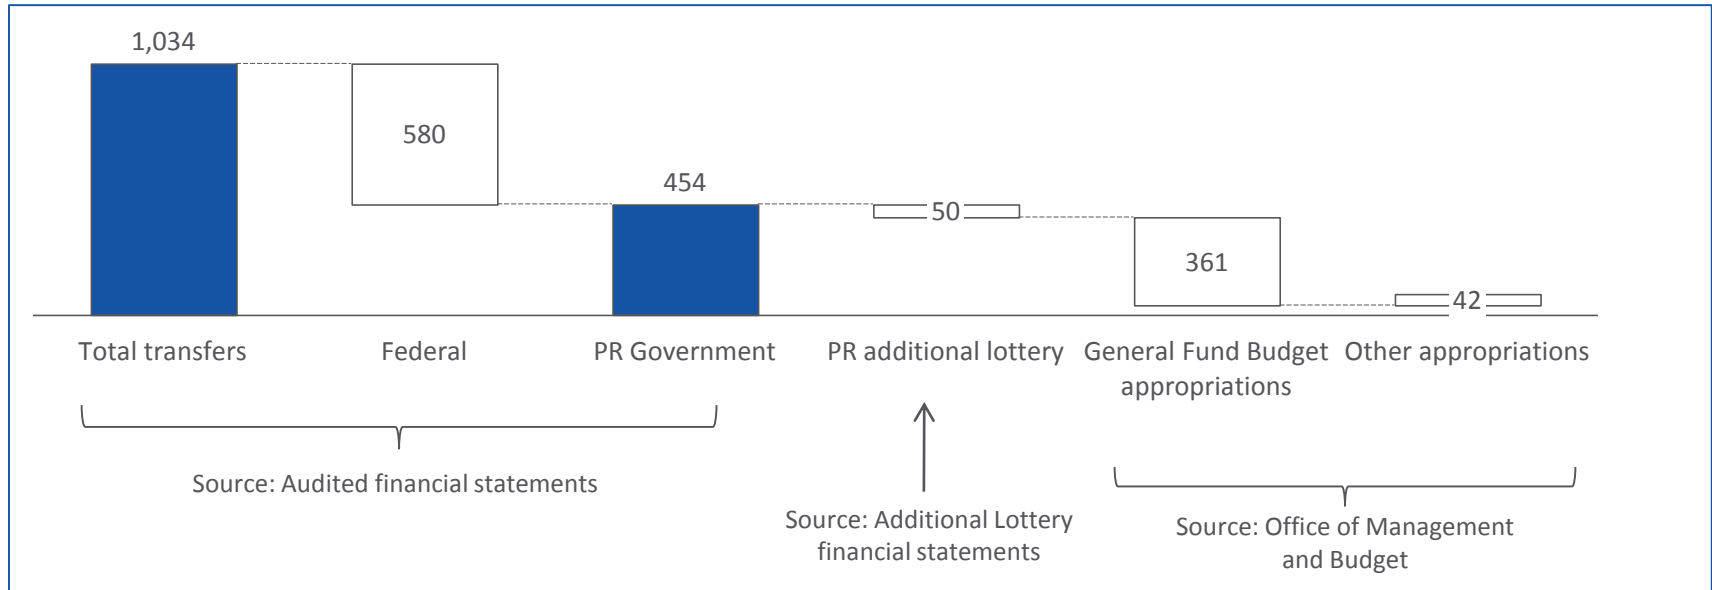 1,034
580
454
50
361
42
Total transfers
Federal
PR Government
PR additional lottery
General Fund Budget
appropriations
Other appropriations
Source: Audited financial statements
Source: Additional Lottery
financial statements
Source: Office of Management
and Budget